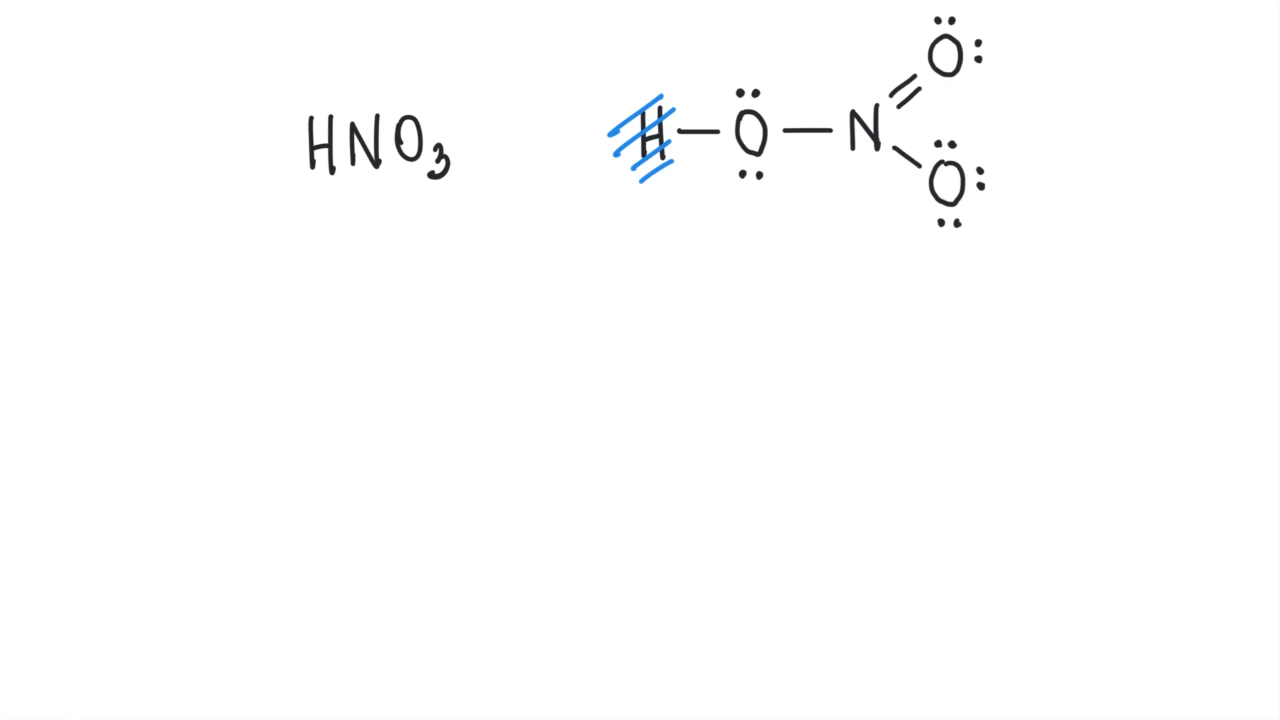 HNO₃
O
H — O — N
O